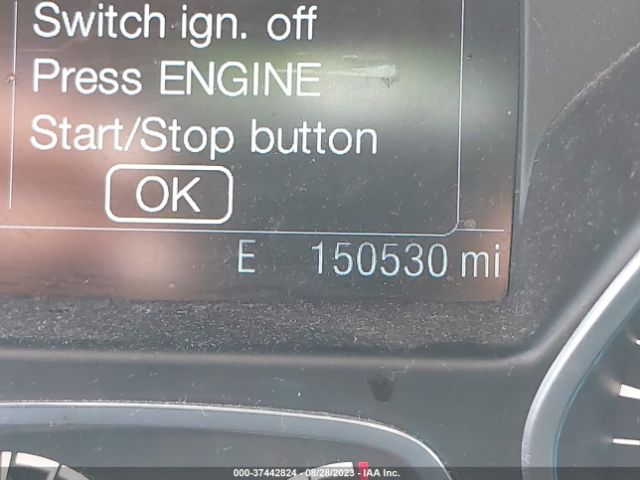 Switch ign. off
Press ENGINE
Start/Stop button
OK
E 150530 mi
000-37442824 - 08/28/2023 - IAA Inc.